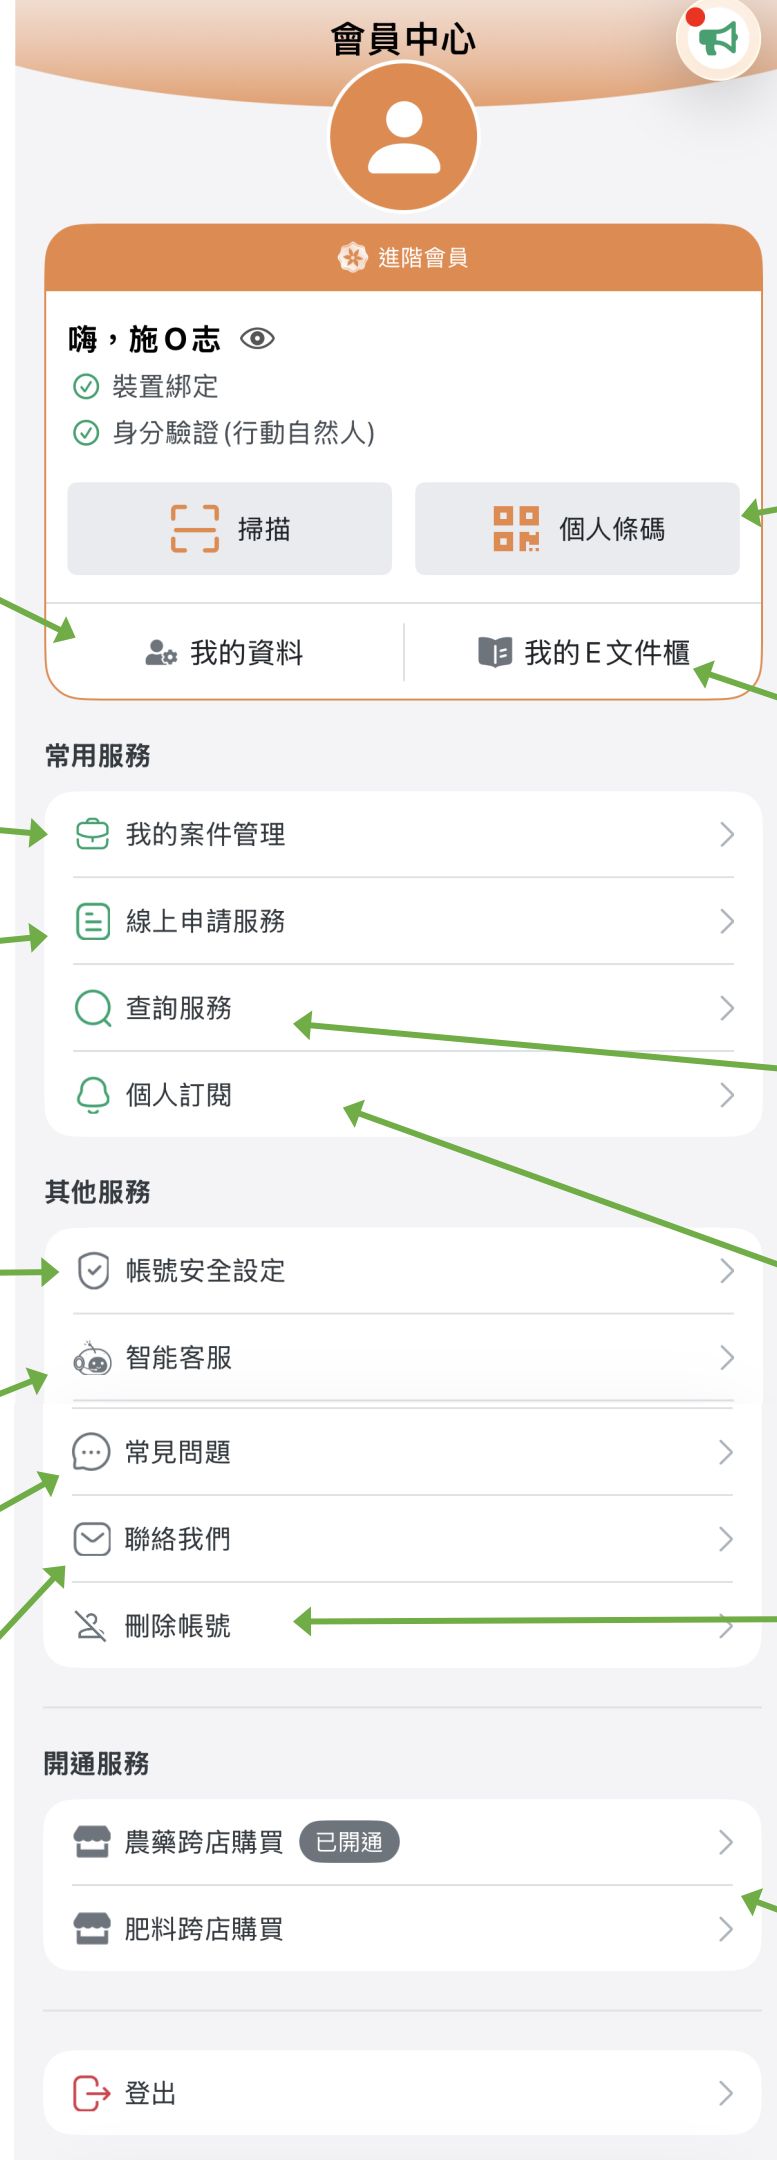 會員中心
進階會員
嗨，施O志
裝置綁定
身分驗證(行動自然人)
掃描
個人條碼
我的資料
我的E文件櫃
常用服務
我的案件管理
線上申請服務
查詢服務
個人訂閱
其他服務
帳號安全設定
智能客服
常見問題
聯絡我們
刪除帳號
開通服務
農藥跨店購買 已開通
肥料跨店購買
登出